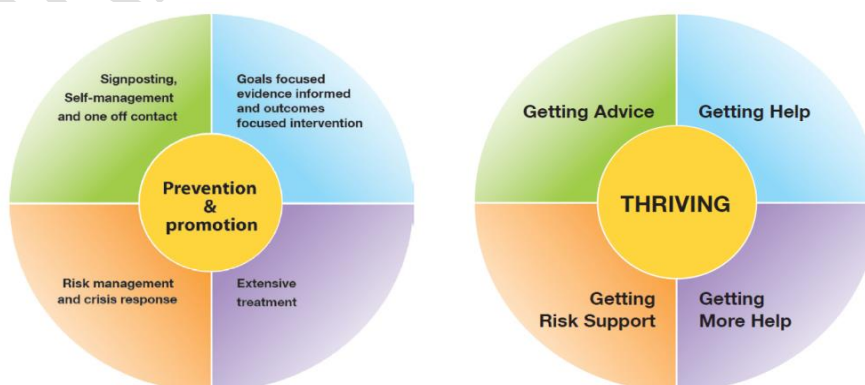 Signposting,
Self-management
and one off contact
Goals focused
evidence informed
and outcomes
focused intervention
Prevention
&
promotion
Risk management
and crisis response
Extensive
treatment
Getting Advice
Getting Help
THRIVING
Getting
Risk Support
Getting
More Help